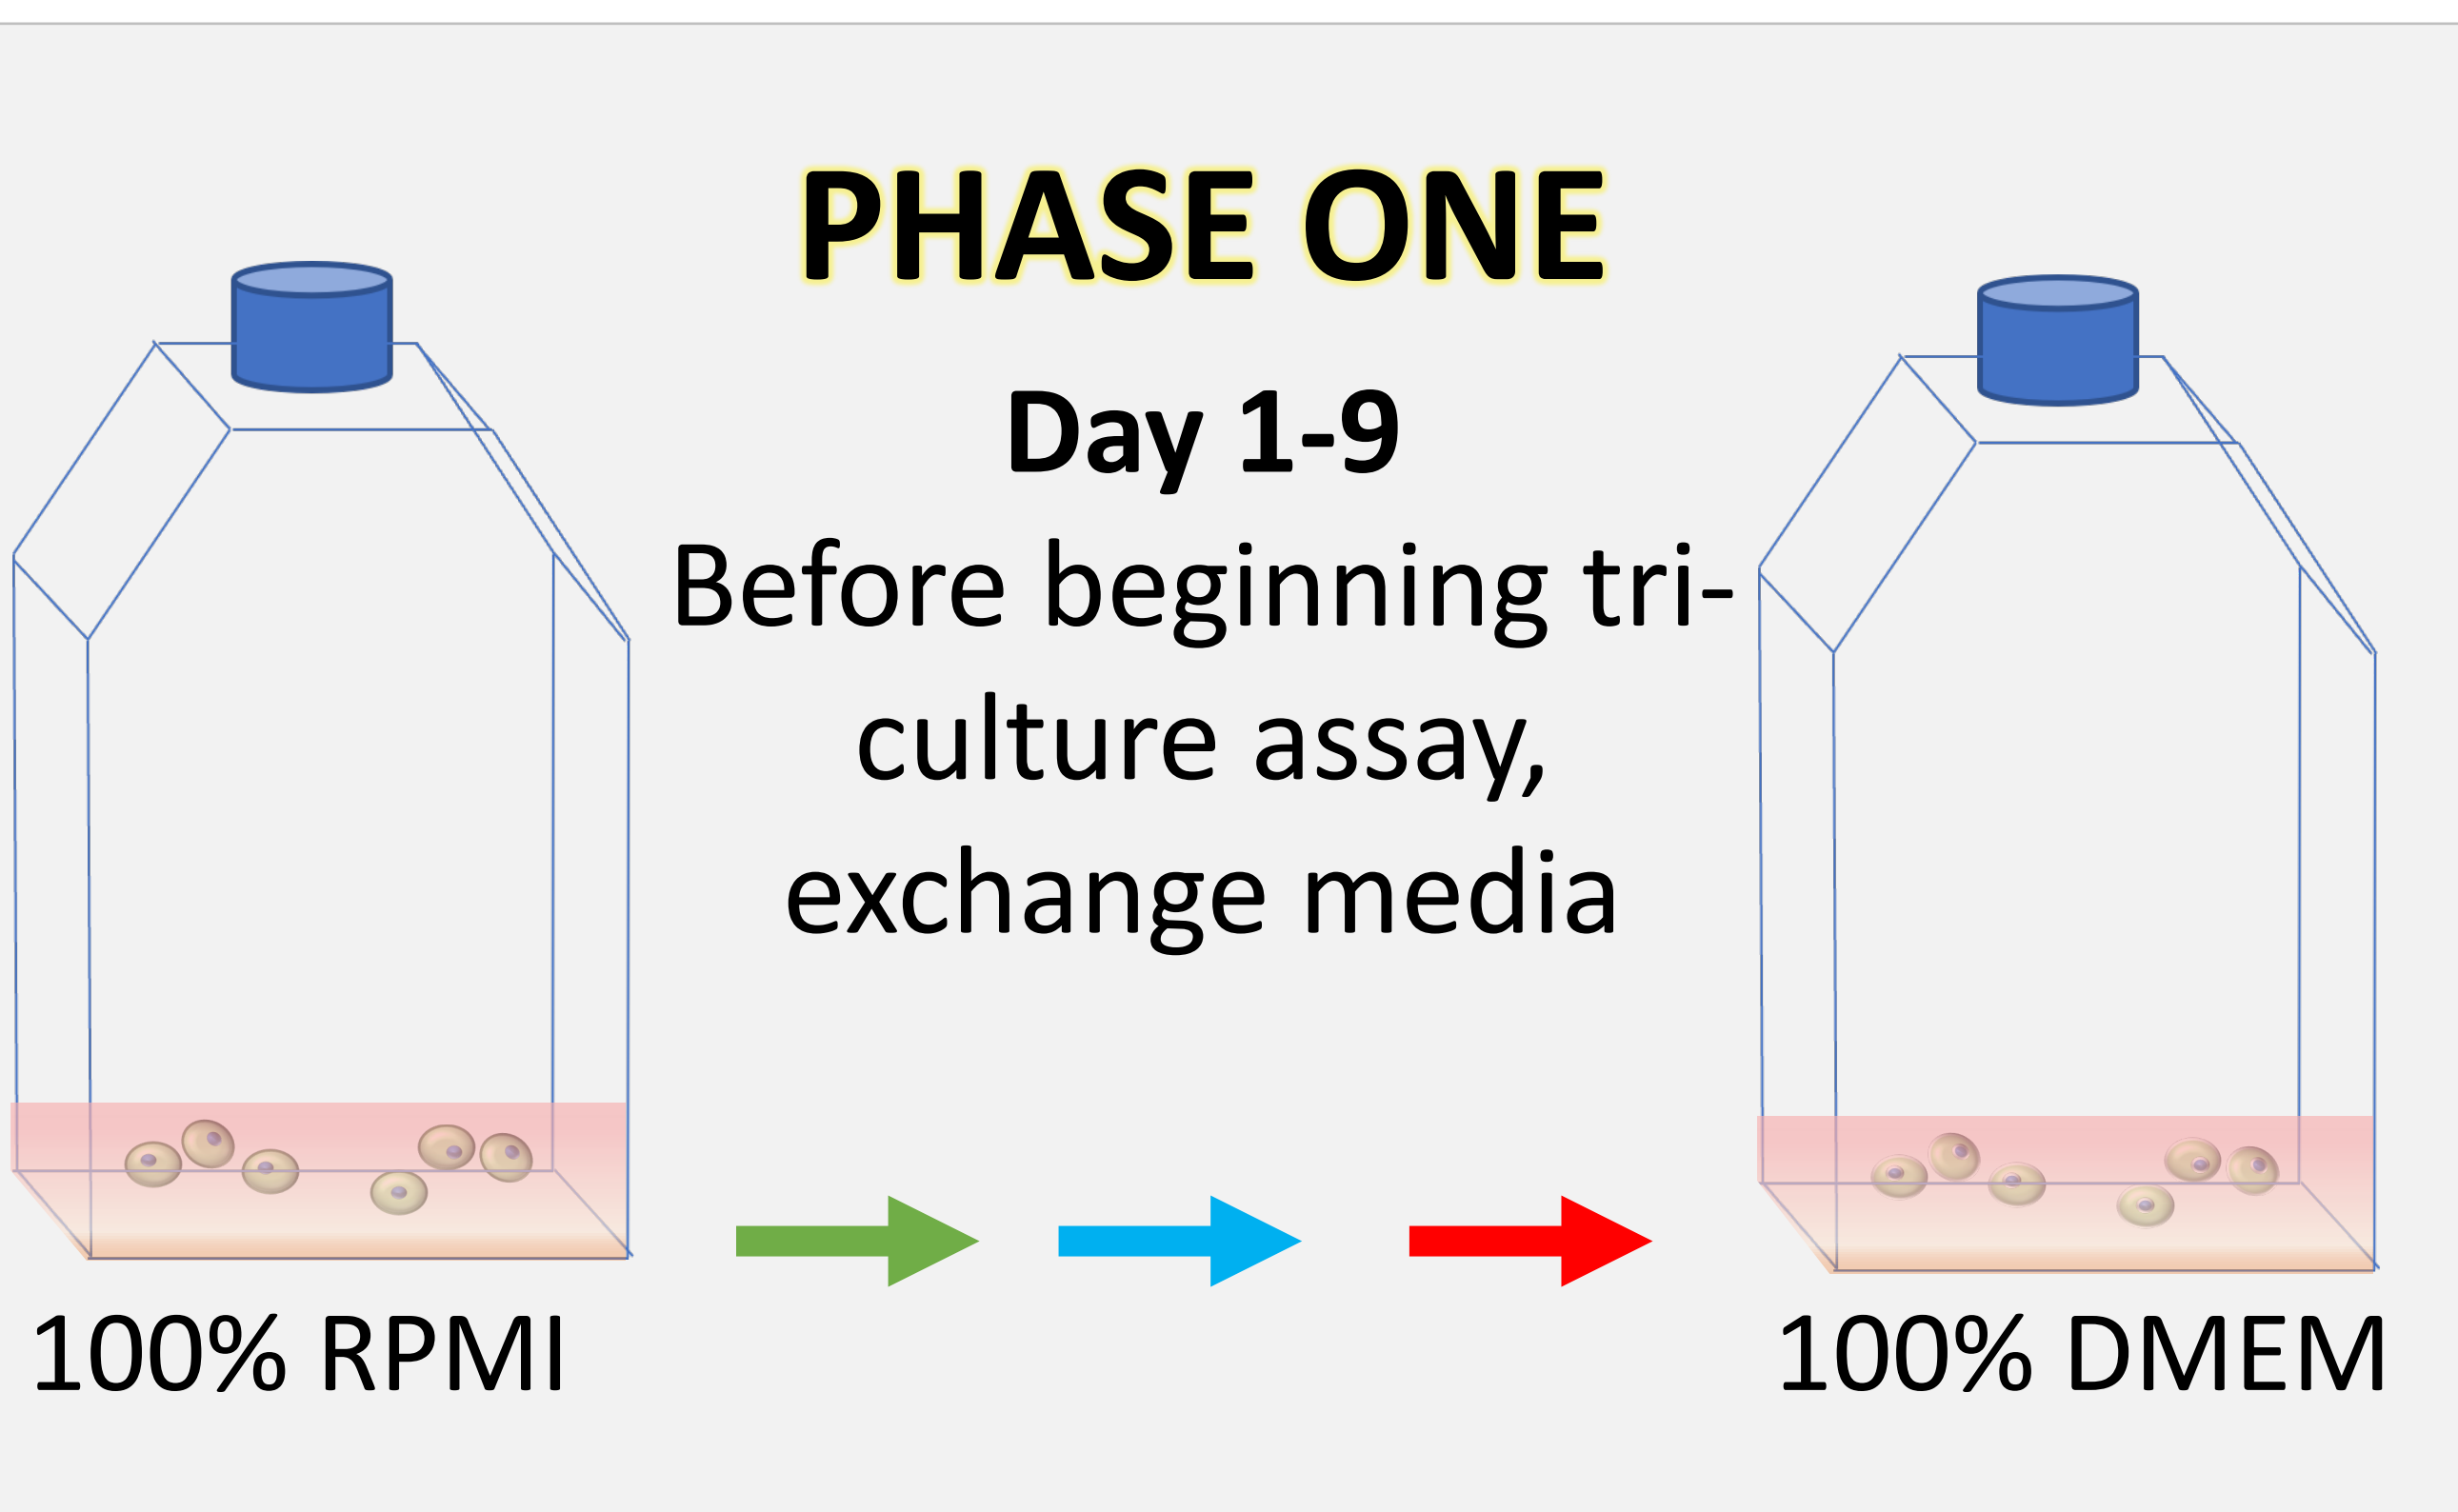 PHASE ONE
Day 1-9
Before beginning tri-
culture assay,
exchange media
100% RPMI
100% DMEM